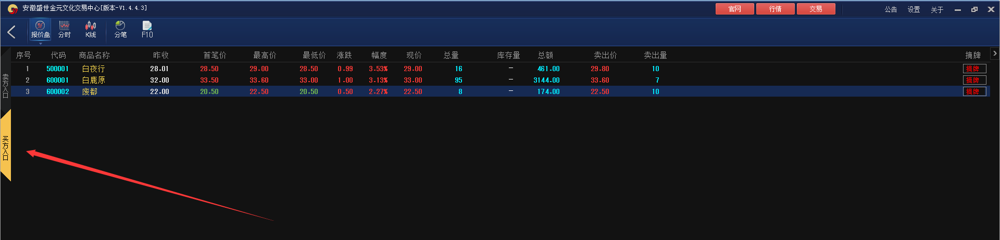 安徽盛世金元文化交易中心[版本-V1.4.4.3] 官网 行情 交易 公告 设置 关于
报价盘 分时 K线 分笔 F10
序号 代码 商品名称 昨收 首笔价 最高价 最低价 涨跌 幅度 现价 总量 库存量 总额 卖出价 卖出量 摘牌
1 500001 白夜行 28.01 28.50 29.00 28.50 0.99 3.53% 29.00 16 — 461.00 29.80 10 摘牌
2 600001 白鹿原 32.00 33.50 33.60 33.00 1.00 3.13% 33.00 95 — 3144.00 33.60 7 摘牌
3 600002 废都 22.00 20.50 22.50 20.50 0.50 2.27% 22.50 8 — 174.00 22.50 10 摘牌
卖方入口
买方入口